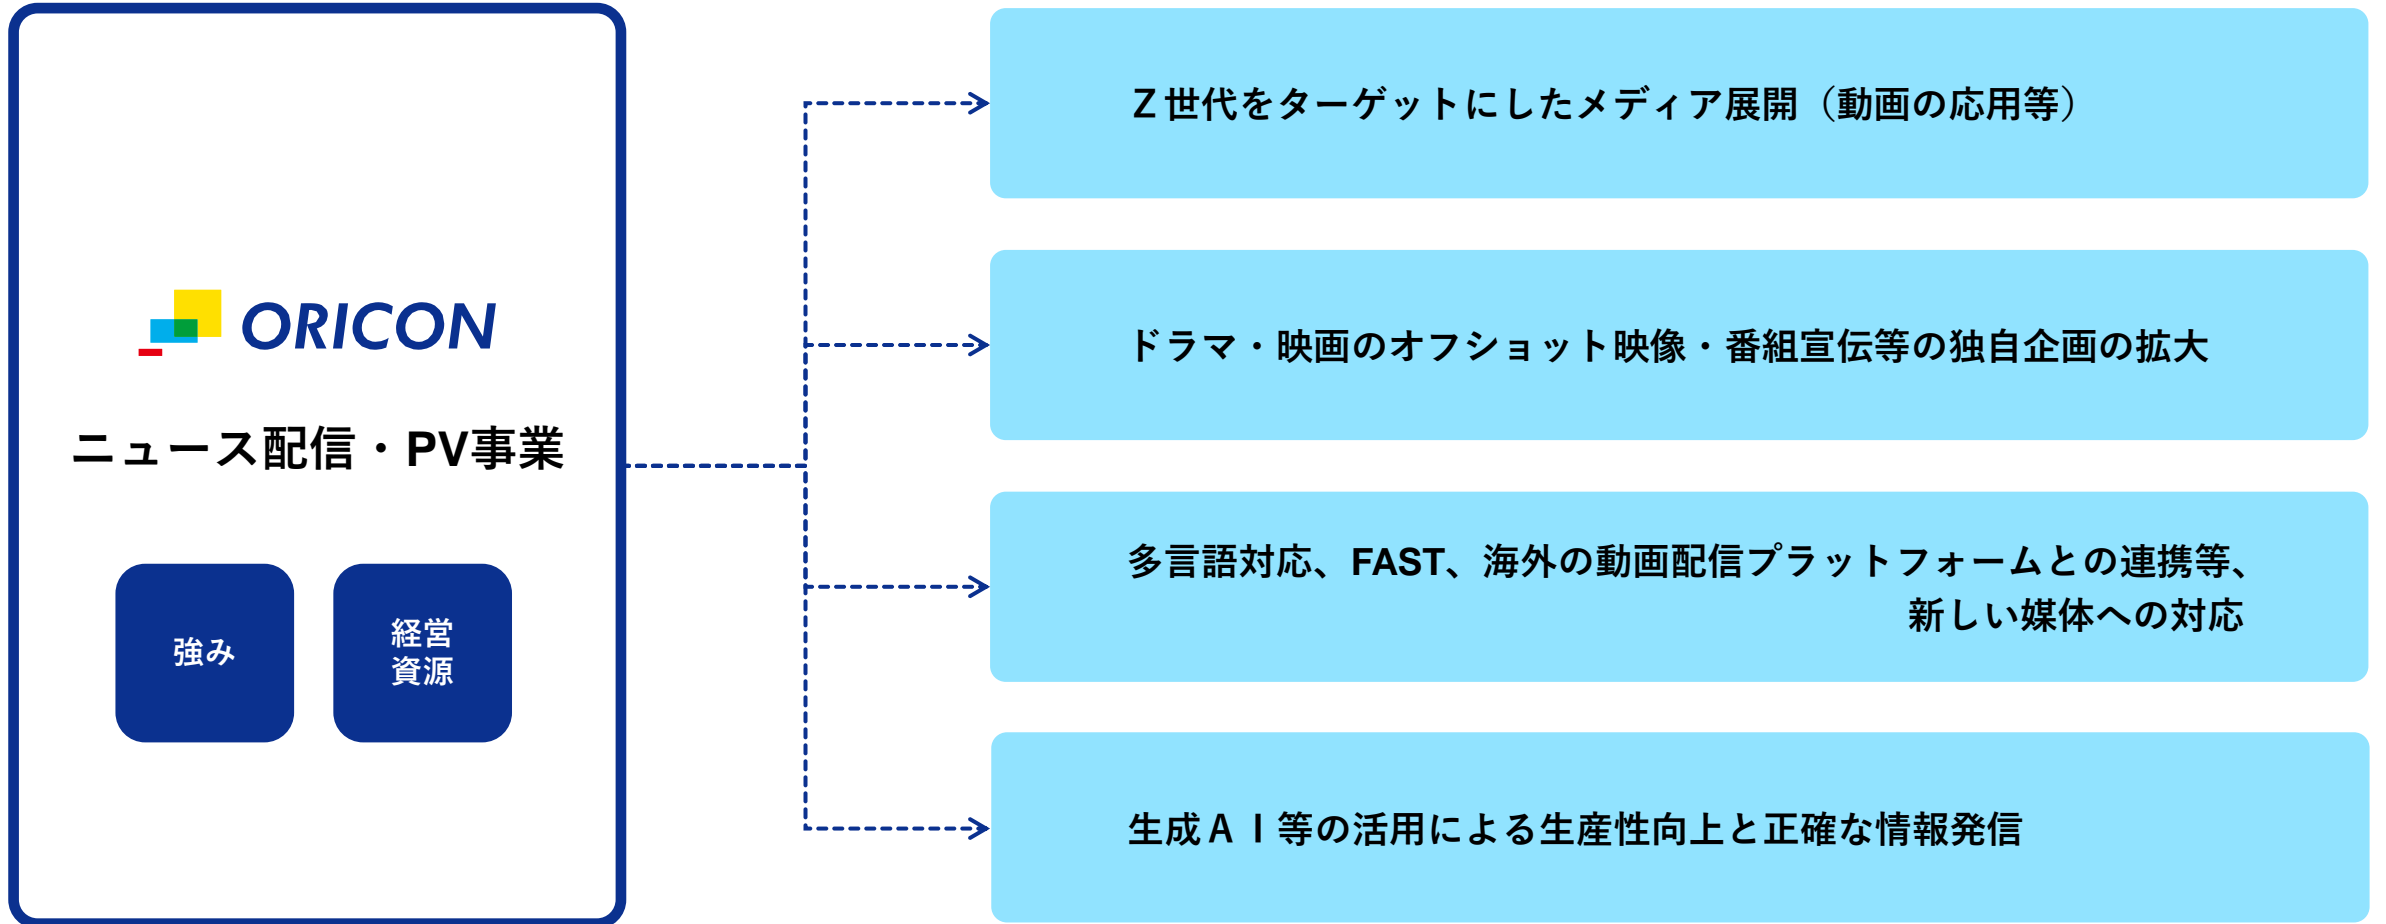 ORICON
ニュース配信・PV事業
強み
経営
資源
Ｚ世代をターゲットにしたメディア展開（動画の応用等）
ドラマ・映画のオフショット映像・番組宣伝等の独自企画の拡大
多言語対応、FAST、海外の動画配信プラットフォームとの連携等、
新しい媒体への対応
生成ＡＩ等の活用による生産性向上と正確な情報発信